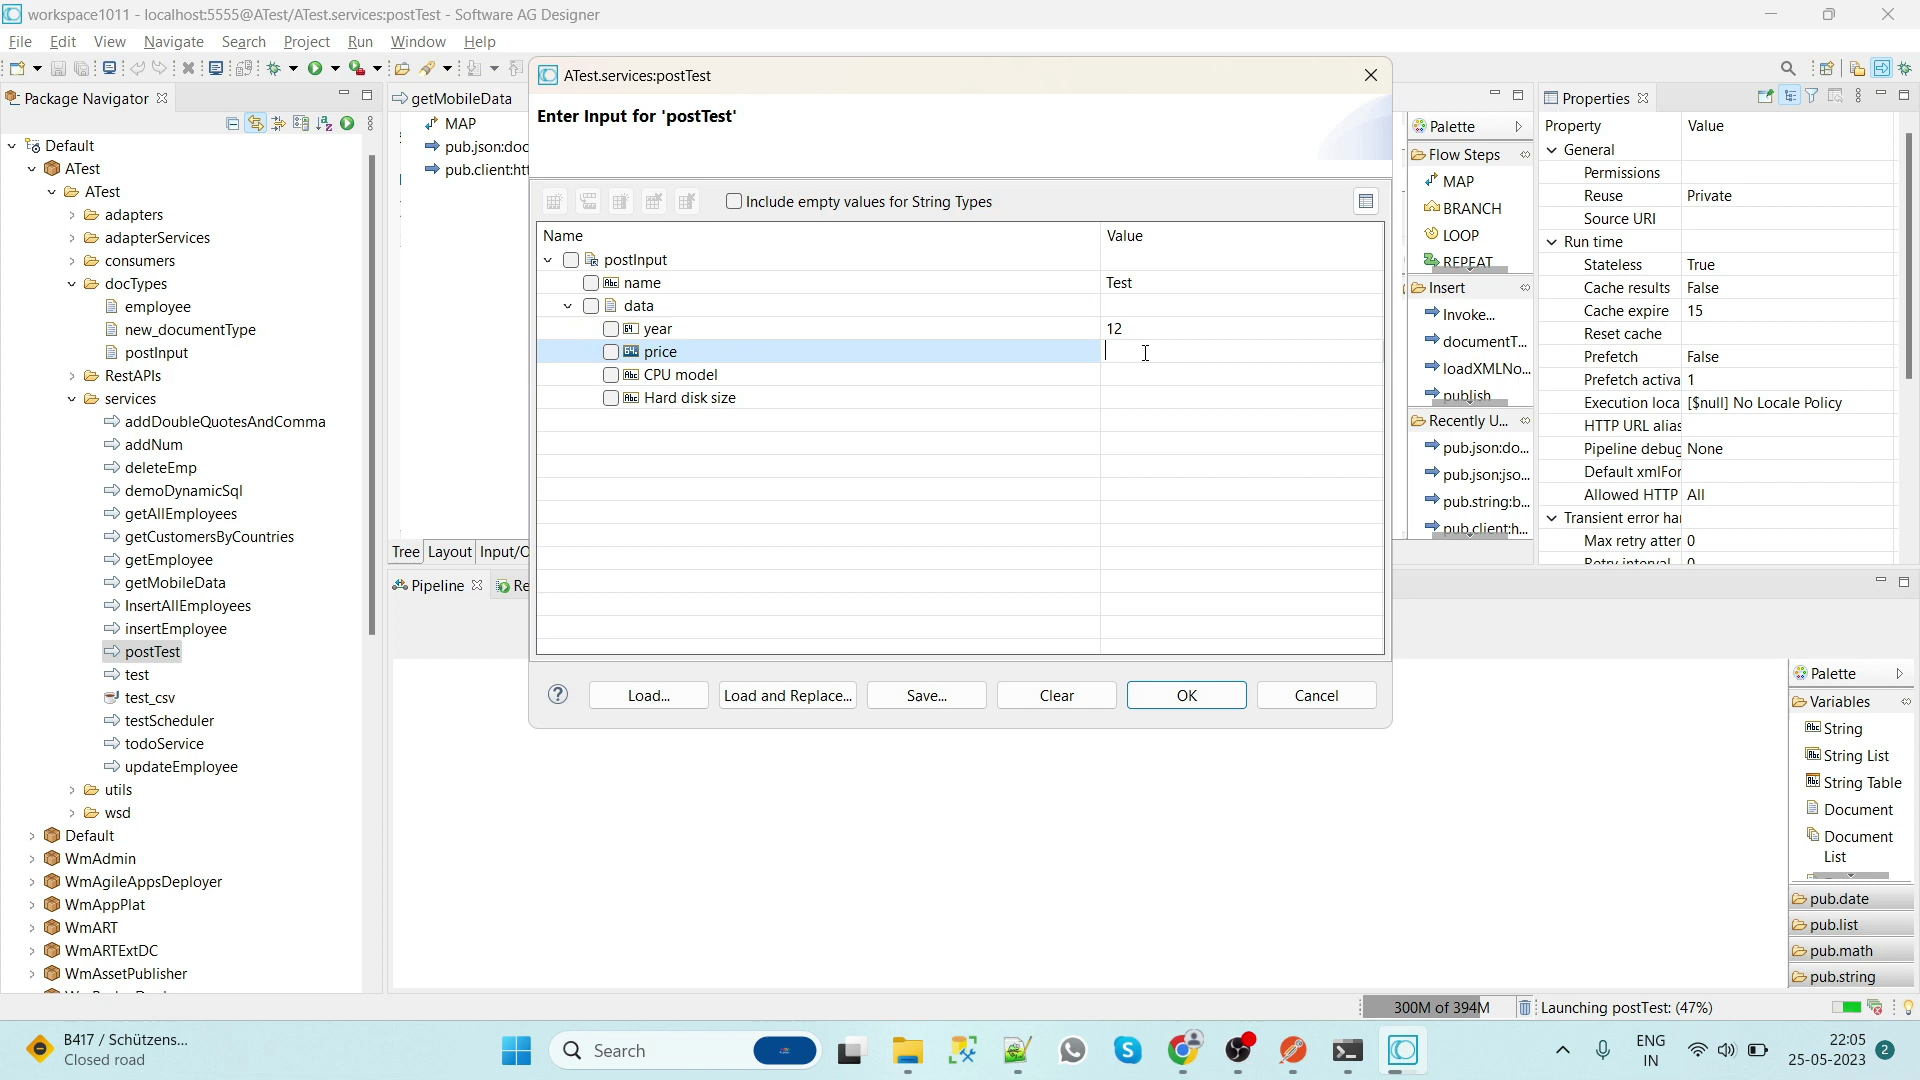 workspace1011 - localhost:5555@ATest/ATest.services:postTest - Software AG Designer
File Edit View Navigate Search Project Run Window Help
Package Navigator
Default
ATest
ATest
adapters
adapterServices
consumers
docTypes
employee
new_documentType
postInput
RestAPIs
services
addDoubleQuotesAndComma
addNum
deleteEmp
demoDynamicSql
getAllEmployees
getCustomersByCountries
getEmployee
getMobileData
InsertAllEmployees
insertEmployee
postTest
test
test_csv
testScheduler
todoService
updateEmployee
utils
wsd
Default
WmAdmin
WmAgileAppsDeployer
WmAppPlat
WmART
WmARTExtDC
WmAssetPublisher
getMobileData
MAP
pub.json:doc
pub.client:htt
Tree Layout Input/O
Pipeline Re
ATest.services:postTest
Enter Input for 'postTest'
Include empty values for String Types
Name Value
postInput
name Test
data
year 12
price
CPU model
Hard disk size
Load... Load and Replace... Save... Clear OK Cancel
Palette
Flow Steps
MAP
BRANCH
LOOP
REPEAT
Insert
Invoke...
documentT...
loadXMLNo...
publish
Recently U...
pub.json:do...
pub.json:jso...
pub.string:b...
pub.client:h...
Properties
Property Value
General
Permissions
Reuse Private
Source URI
Run time
Stateless True
Cache results False
Cache expire 15
Reset cache
Prefetch False
Prefetch activa 1
Execution loca [$null] No Locale Policy
HTTP URL alias
Pipeline debug None
Default xmlFor
Allowed HTTP All
Transient error ha
Max retry atter 0
Retry interval 0
Palette
Variables
String
String List
String Table
Document
Document List
pub.date
pub.list
pub.math
pub.string
300M of 394M Launching postTest: (47%)
B417 / Schützens...
Closed road
Search
ENG
IN
22:05
25-05-2023 2